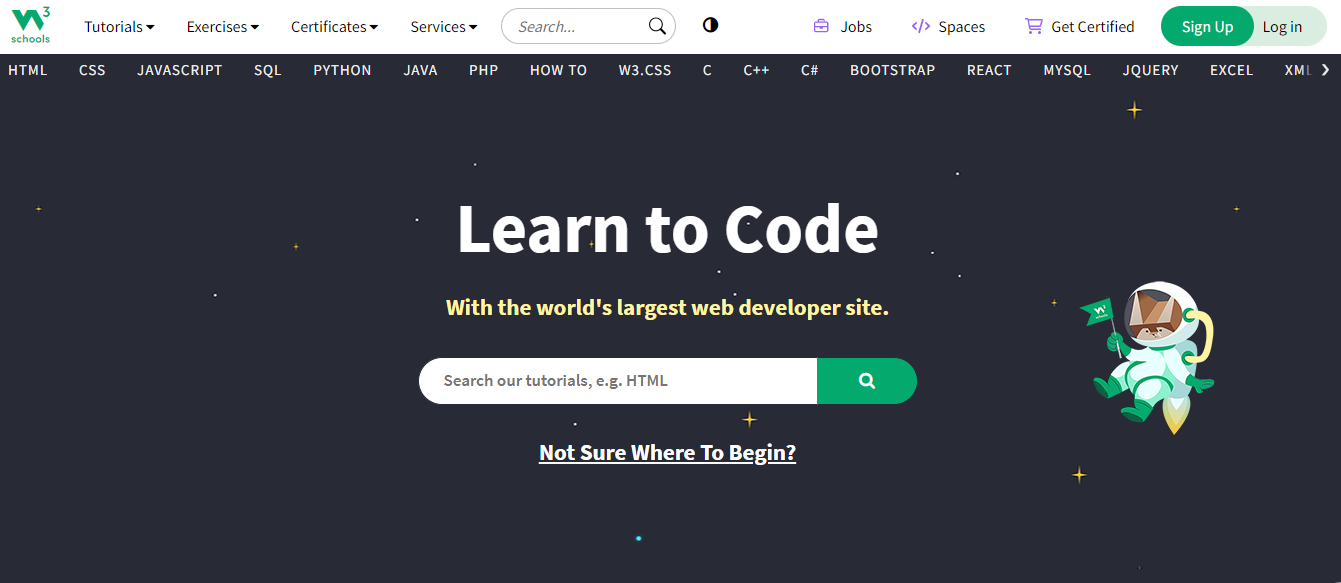 W3 schools
Tutorials Exercises Certificates Services Search... Jobs Spaces Get Certified Sign Up Log in
HTML CSS JAVASCRIPT SQL PYTHON JAVA PHP HOW TO W3.CSS C C++ C# BOOTSTRAP REACT MYSQL JQUERY EXCEL XML
Learn to Code
With the world's largest web developer site.
Search our tutorials, e.g. HTML
Not Sure Where To Begin?